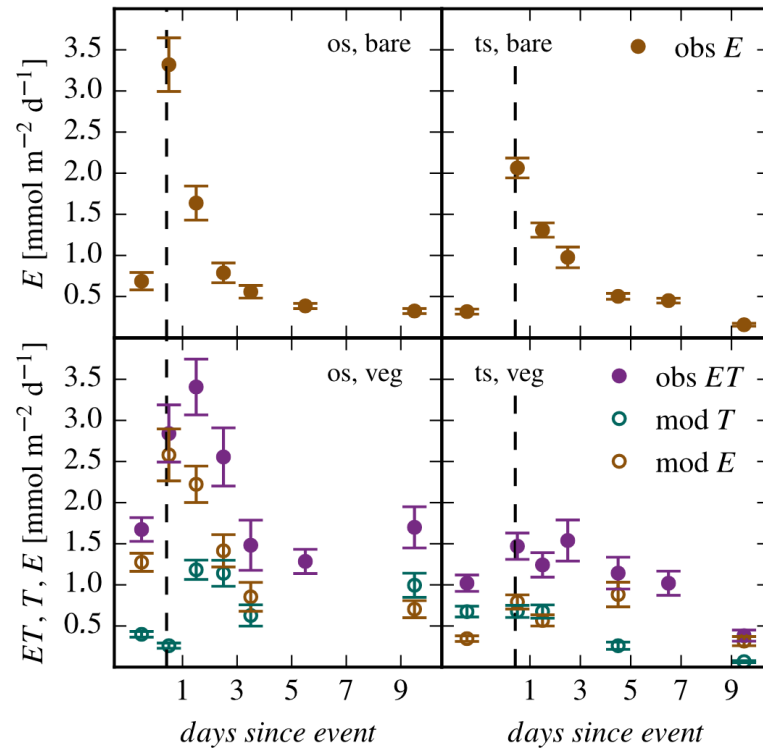 os, bare
ts, bare
obs E
E [mmol m−2 d−1]
3.5
3.0
2.5
2.0
1.5
1.0
0.5
os, veg
ts, veg
obs ET
mod T
mod E
ET, T, E [mmol m−2 d−1]
3.5
3.0
2.5
2.0
1.5
1.0
0.5
1 3 5 7 9
1 3 5 7 9
days since event
days since event